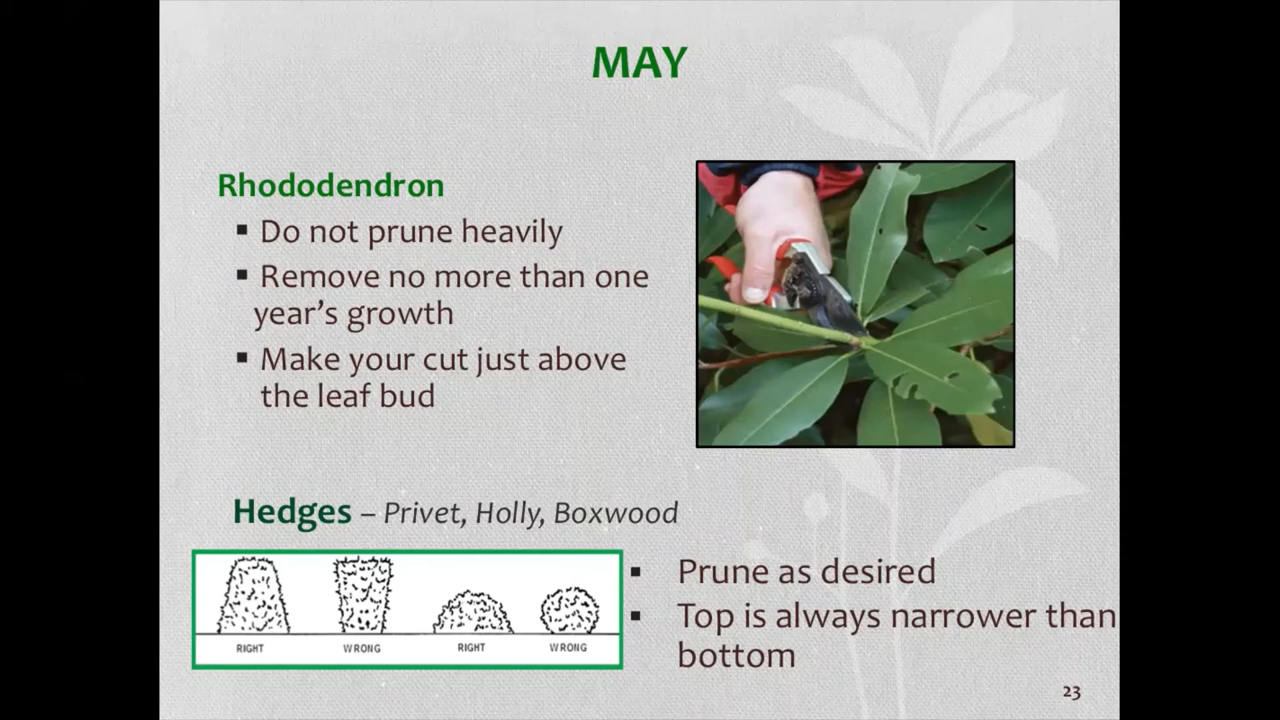 MAY
Rhododendron
▪ Do not prune heavily
▪ Remove no more than one
year’s growth
▪ Make your cut just above
the leaf bud
Hedges – Privet, Holly, Boxwood
RIGHT WRONG RIGHT WRONG
▪ Prune as desired
▪ Top is always narrower than
bottom
23